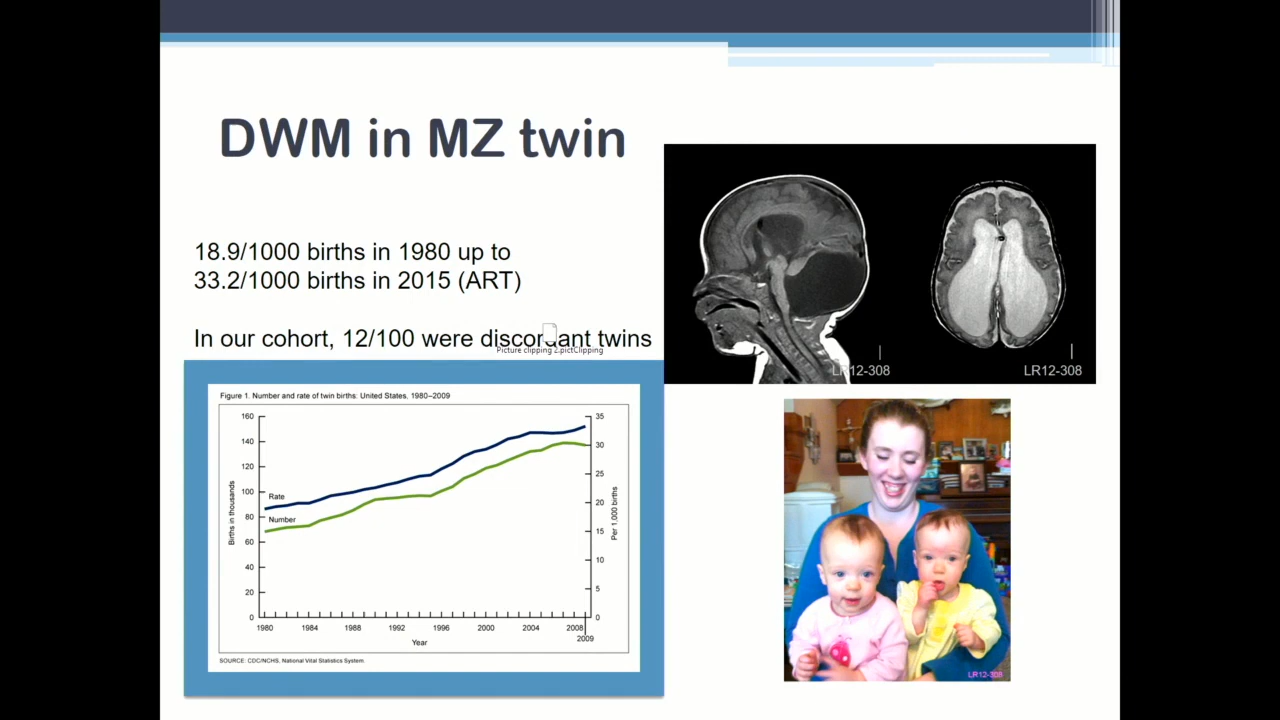 DWM in MZ twin
18.9/1000 births in 1980 up to
33.2/1000 births in 2015 (ART)
In our cohort, 12/100 were discordant twins
Picture clipping 2.pictClipping
LR12-308
LR12-308
Figure 1. Number and rate of twin births: United States, 1980–2009
160
140
120
100
80
60
40
20
0
Births in thousands
Rate
Number
35
30
25
20
15
10
5
0
Per 1,000 births
1980 1984 1988 1992 1996 2000 2004 2008
2009
Year
SOURCE: CDC/NCHS, National Vital Statistics System.
LR12-308